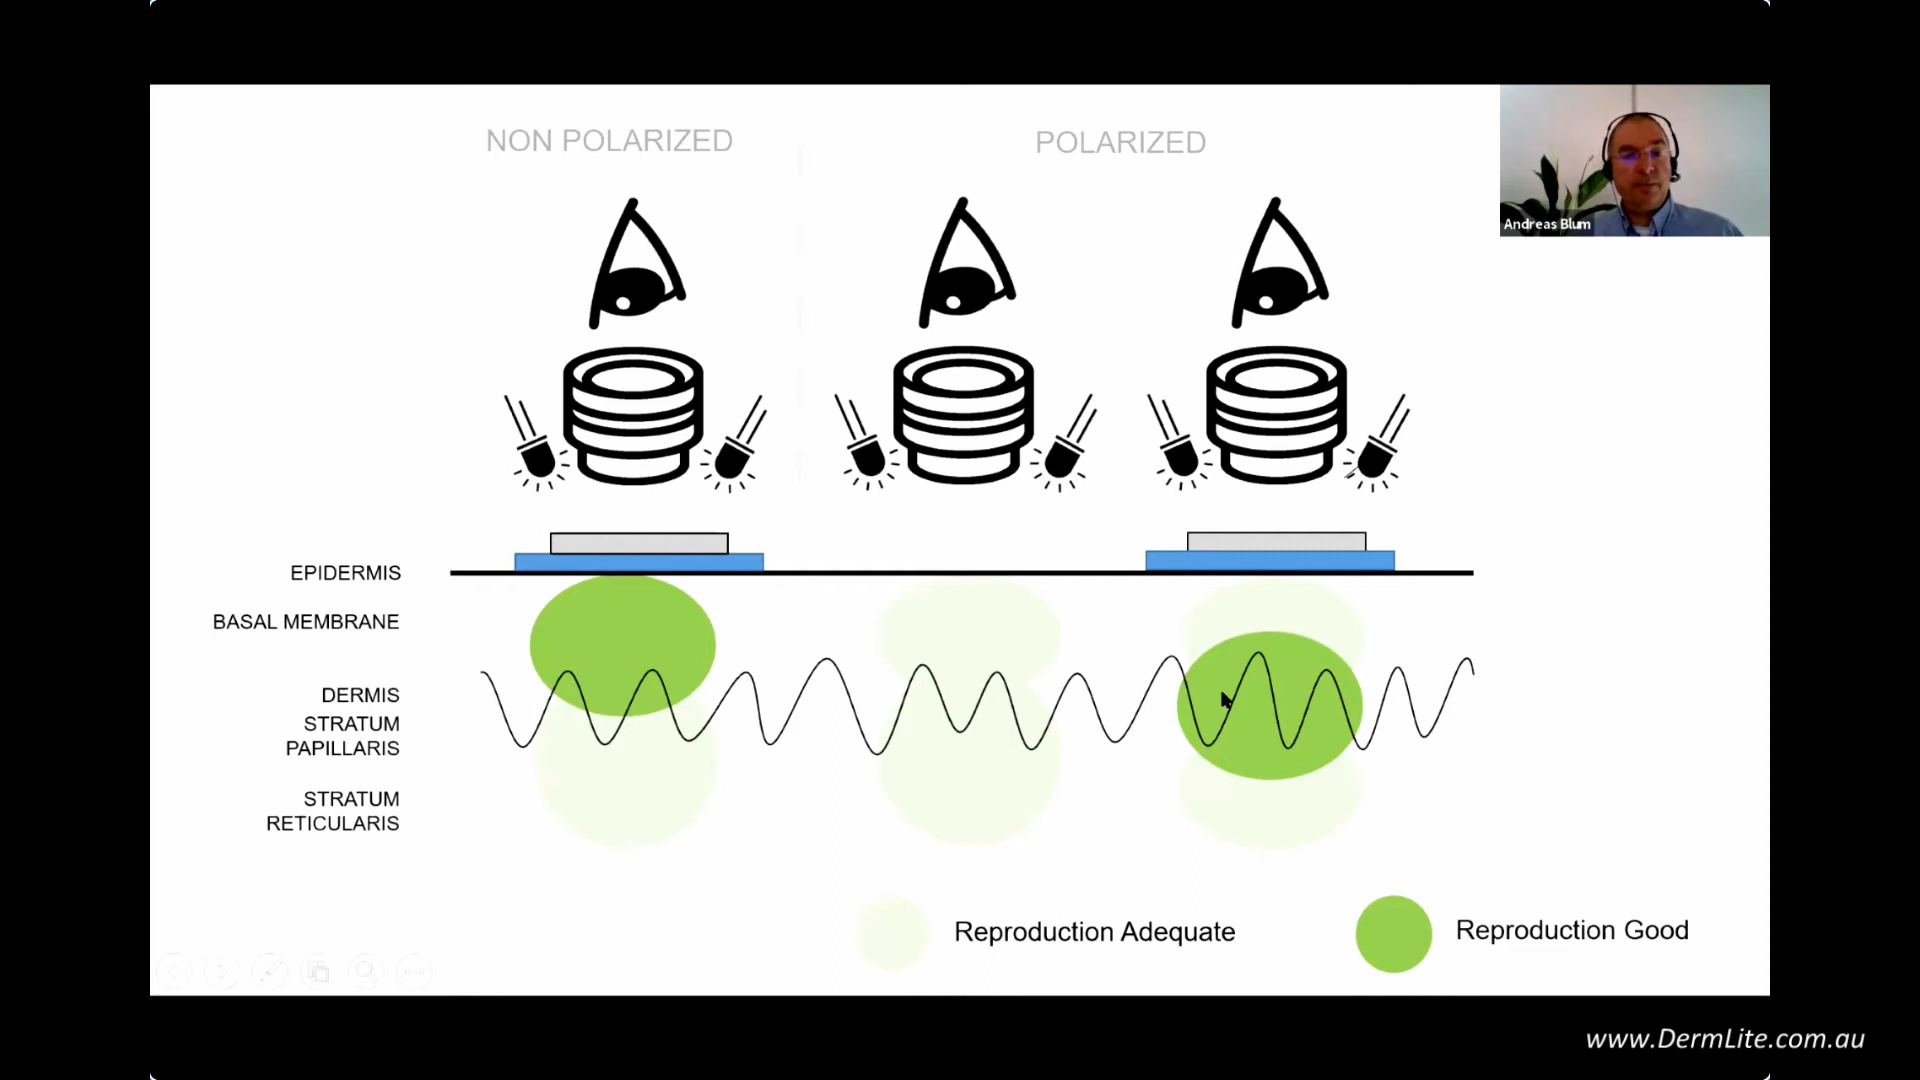 NON POLARIZED
POLARIZED
Andreas Blum
EPIDERMIS
BASAL MEMBRANE
DERMIS
STRATUM
PAPILLARIS
STRATUM
RETICULARIS
Reproduction Adequate
Reproduction Good
www.DermLite.com.au